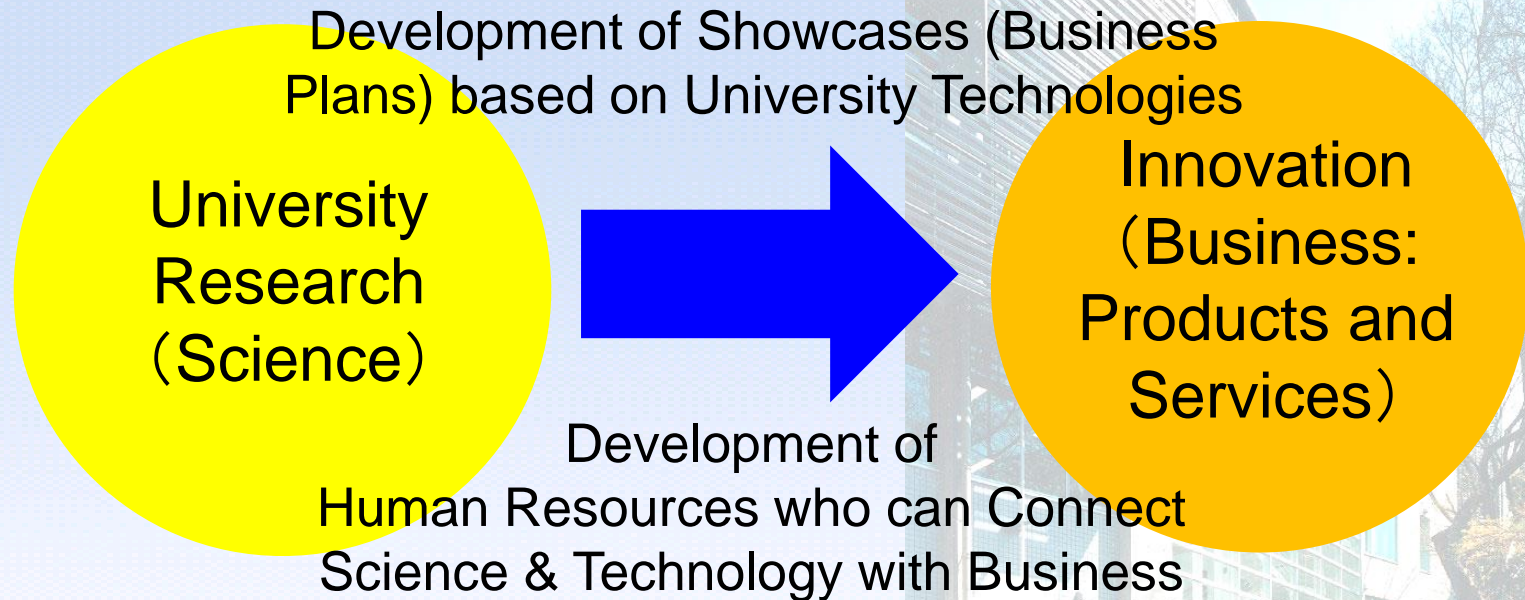 Development of Showcases (Business
Plans) based on University Technologies
University
Research
（Science）
Innovation
（Business:
Products and
Services）
Development of
Human Resources who can Connect
Science & Technology with Business